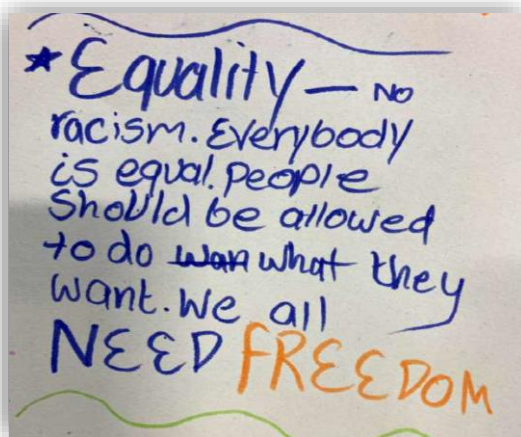 ★Equality – No
racism. Everybody
is equal. People
should be allowed
to do wan what they
want. We all
NEED FREEDOM